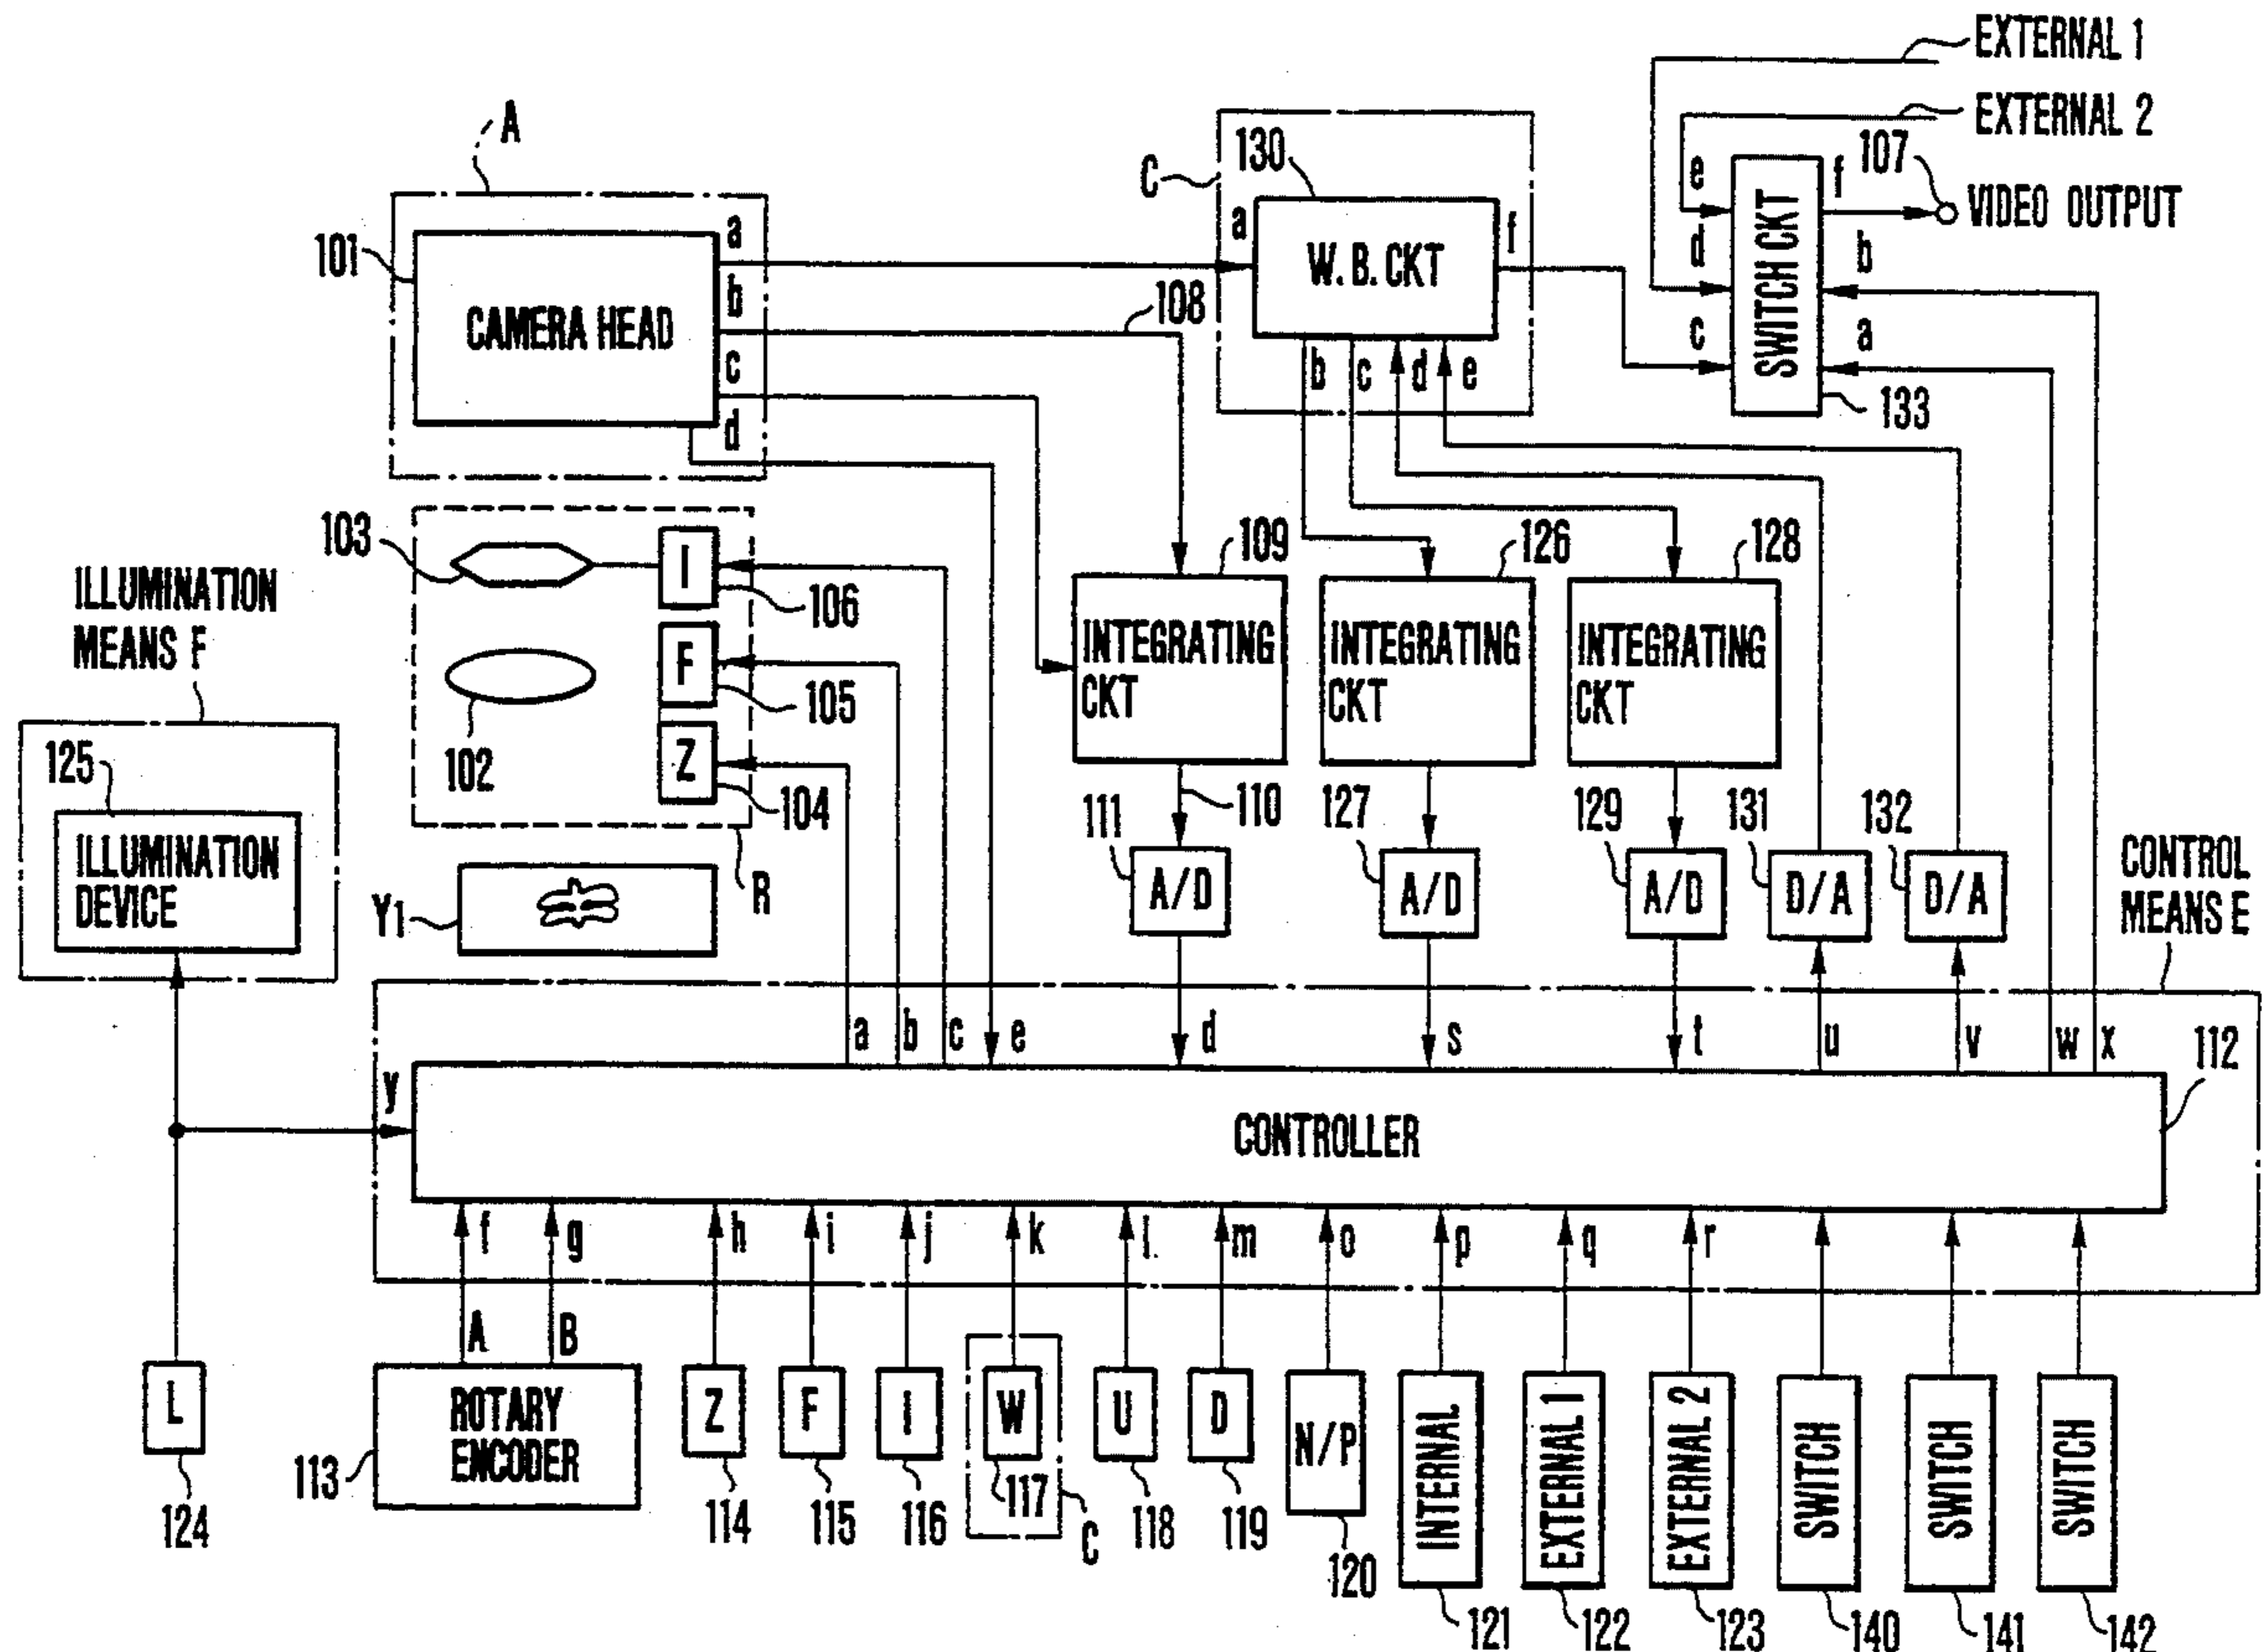 EXTERNAL 1
EXTERNAL 2
A
C
130
107
e
f
VIDEO OUTPUT
101
a
a
W. B. CKT
f
d
SWITCH CKT
b
CAMERA HEAD
b
108
c
a
c
d
b
c
d
e
133
103
I
106
109
126
128
ILLUMINATION
MEANS F
F
105
INTEGRATING
CKT
INTEGRATING
CKT
INTEGRATING
CKT
102
Z
104
125
ILLUMINATION
DEVICE
R
110
111
A/D
127
A/D
129
A/D
131
D/A
132
D/A
CONTROL
MEANS E
Y1
a
b
c
e
d
s
t
u
v
w
x
112
y
CONTROLLER
f
g
h
i
j
k
l
m
o
p
q
r
A
B
L
124
ROTARY
ENCODER
113
Z
114
F
115
I
116
W
117
C
U
118
D
119
N/P
120
INTERNAL
121
EXTERNAL 1
122
EXTERNAL 2
123
SWITCH
140
SWITCH
141
SWITCH
142